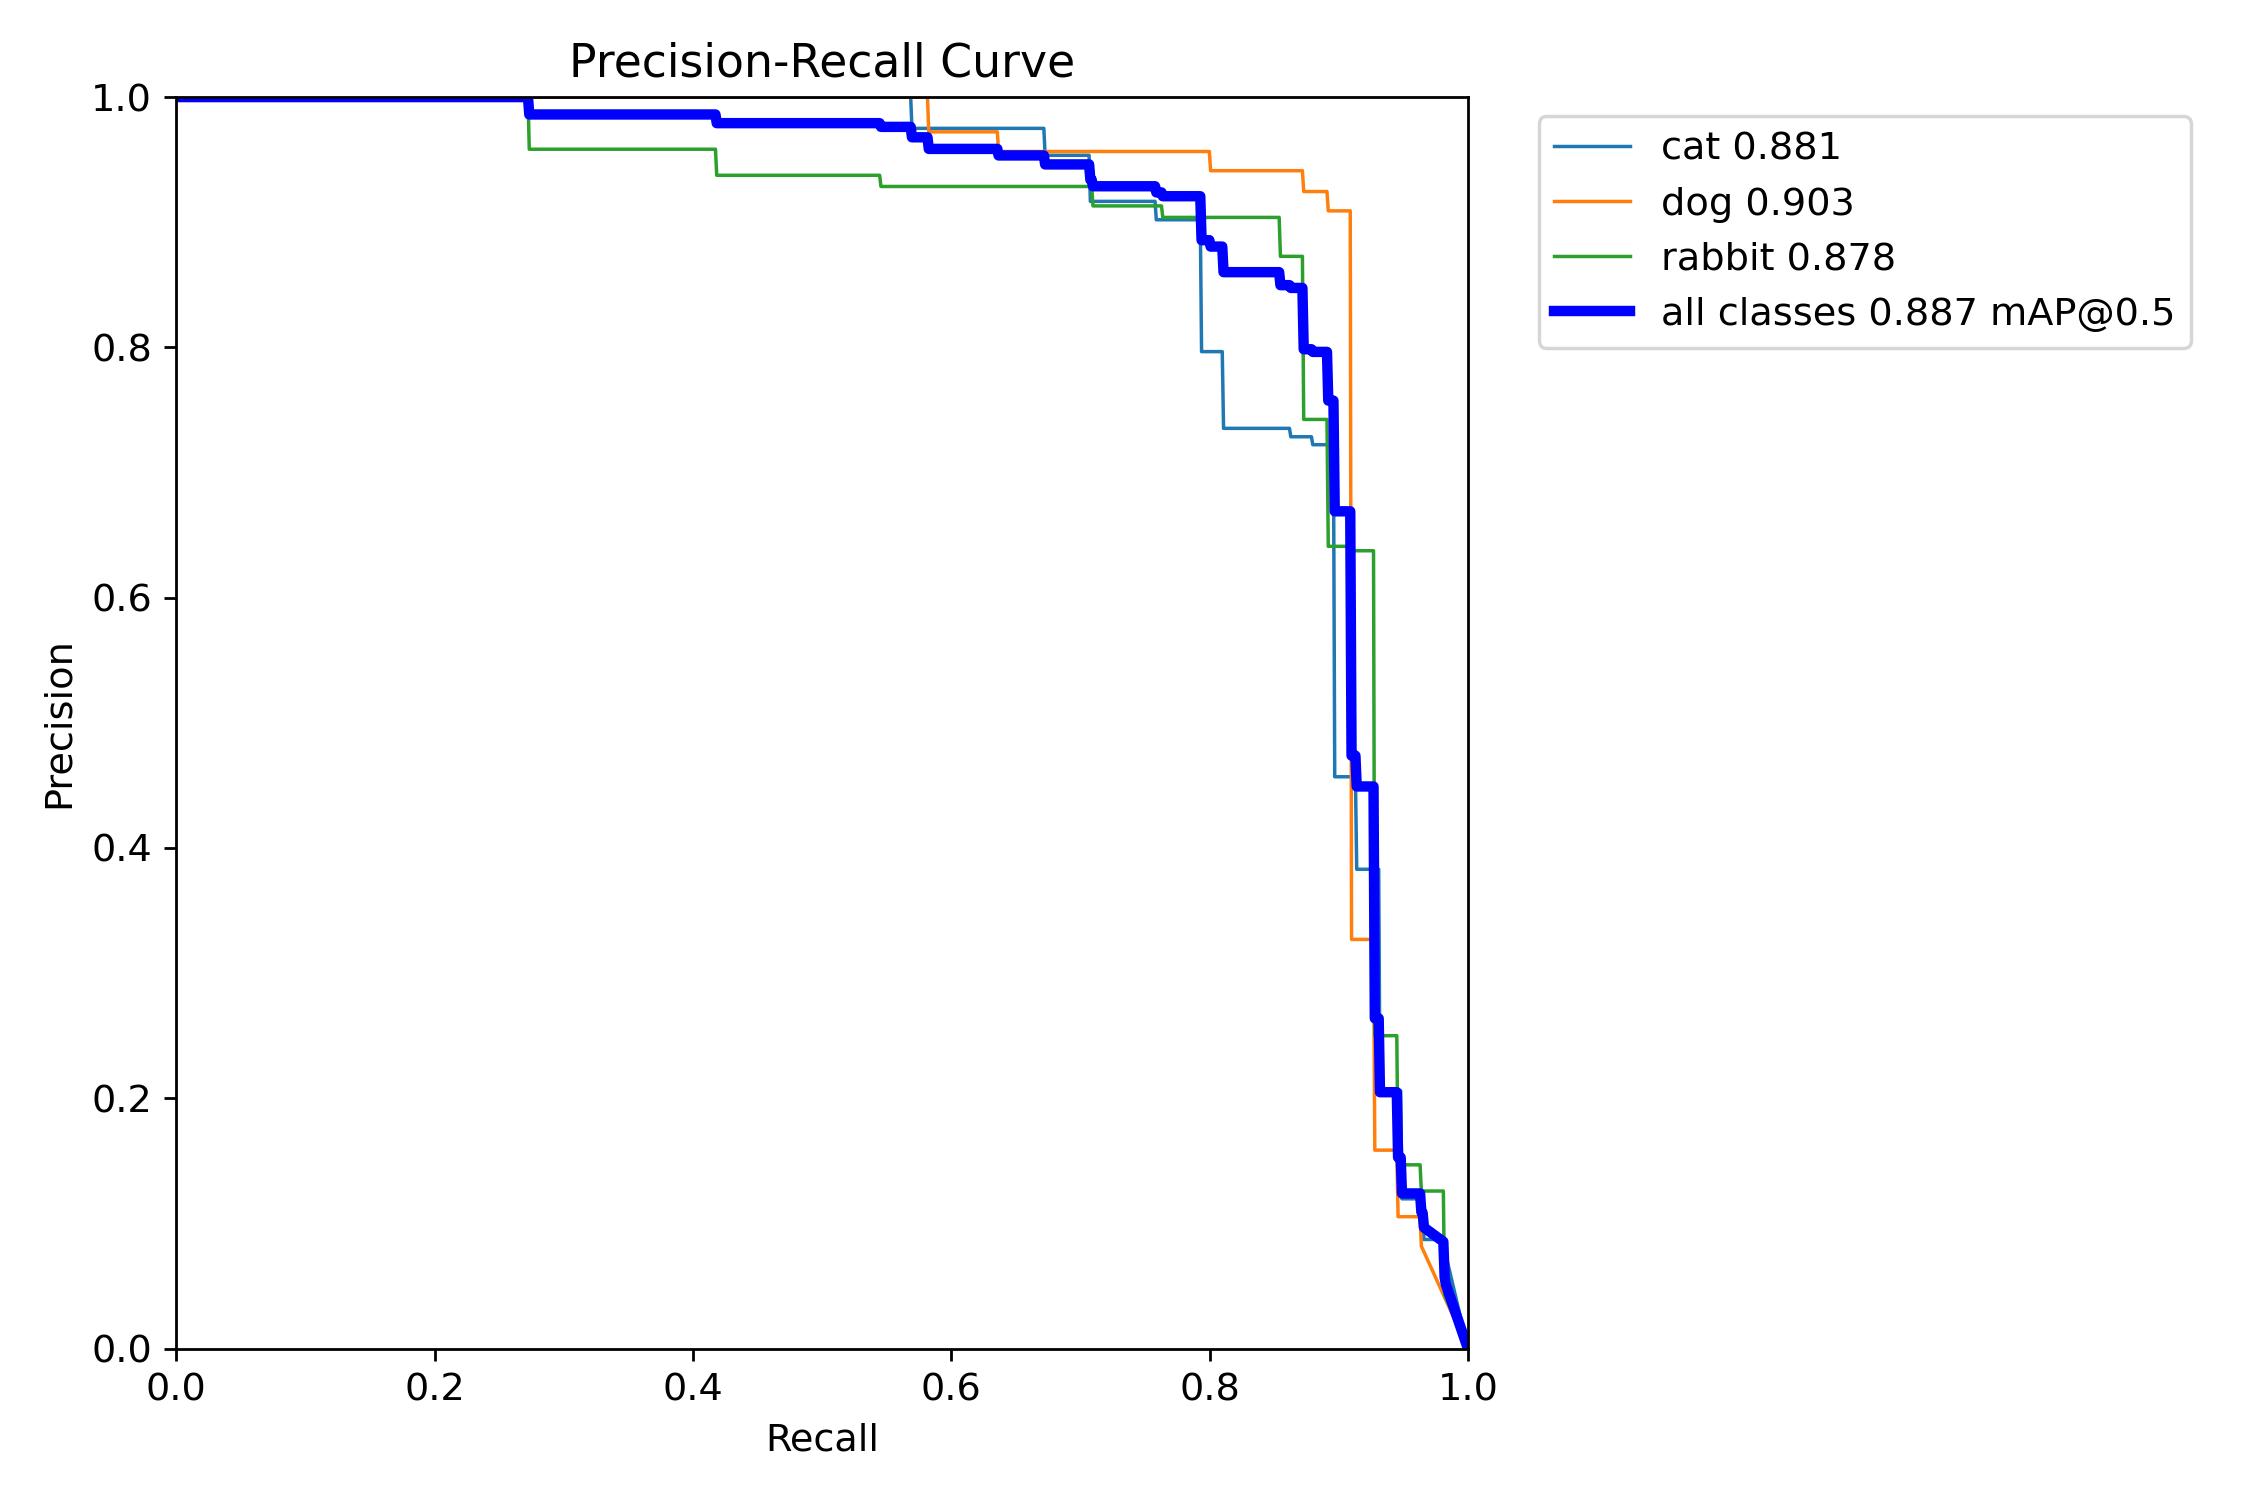 Precision-Recall Curve
1.0
0.8
0.6
0.4
0.2
0.0
Precision
0.0 0.2 0.4 0.6 0.8 1.0
Recall
cat 0.881
dog 0.903
rabbit 0.878
all classes 0.887 mAP@0.5